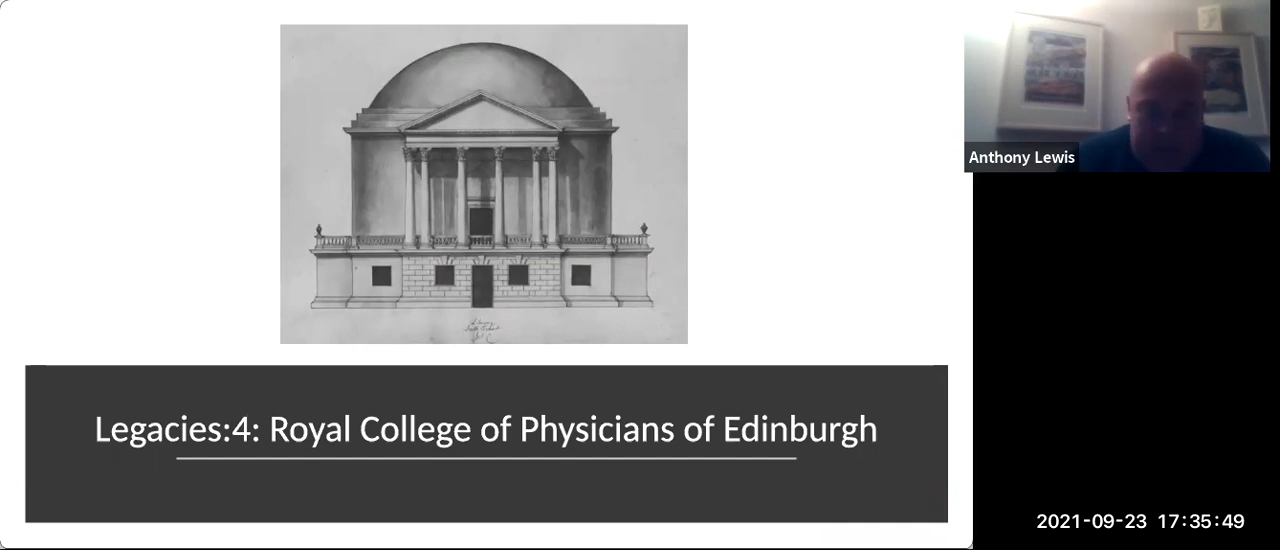 Anthony Lewis
Legacies:4: Royal College of Physicians of Edinburgh
2021-09-23 17:35:49